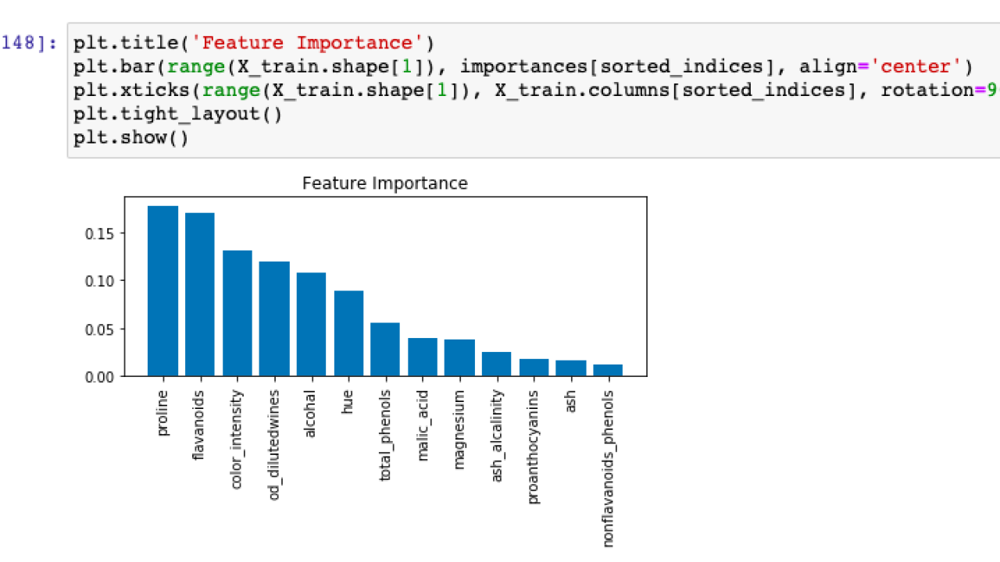 148]:
plt.title('Feature Importance')
plt.bar(range(X_train.shape[1]), importances[sorted_indices], align='center')
plt.xticks(range(X_train.shape[1]), X_train.columns[sorted_indices], rotation=9
plt.tight_layout()
plt.show()
Feature Importance
0.15
0.10
0.05
0.00
proline
flavanoids
color_intensity
od_dilutedwines
alcohal
hue
total_phenols
malic_acid
magnesium
ash_alcalinity
proanthocyanins
ash
nonflavanoids_phenols